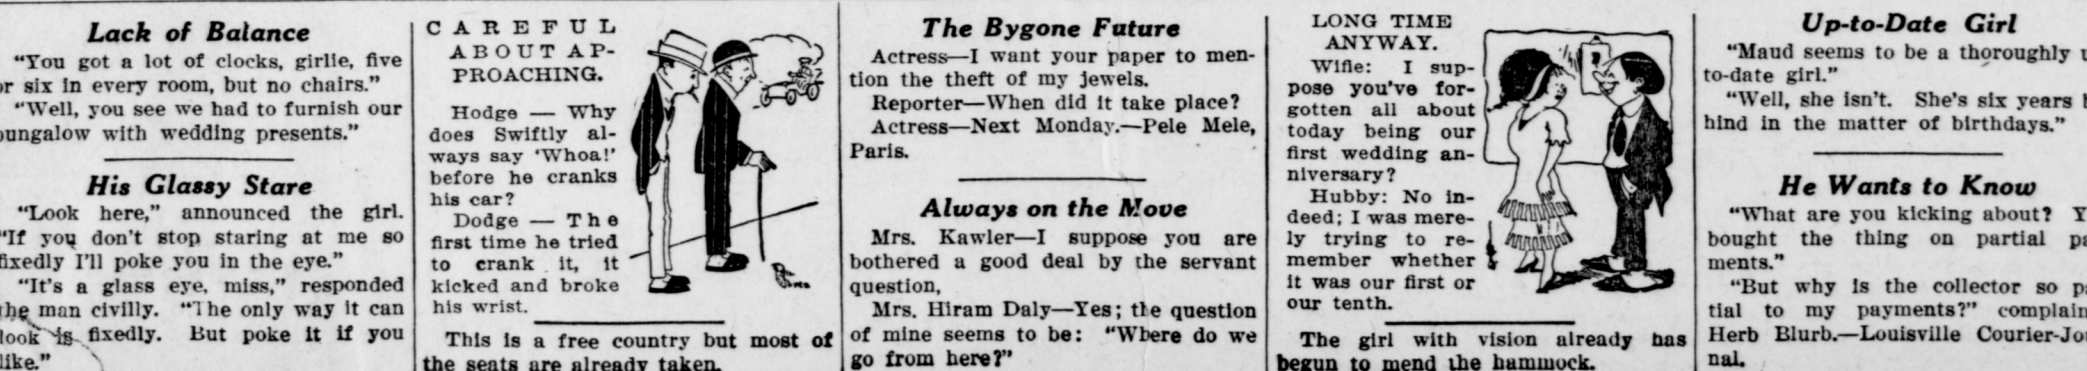 Lack of Balance
"You got a lot of clocks, girlie, five
or six in every room, but no chairs."
"Well, you see we had to furnish our
bungalow with wedding presents."
His Glassy Stare
"Look here," announced the girl.
"If you don't stop staring at me so
fixedly I'll poke you in the eye."
"It's a glass eye, miss," responded
the man civilly. "The only way it can
look is fixedly. But poke it if you
like."
CAREFUL
ABOUT AP-
PROACHING.
Hodge — Why
does Swiftly al-
ways say 'Whoa!'
before he cranks
his car?
Dodge — The
first time he tried
to crank it, it
kicked and broke
his wrist.
This is a free country but most of
the seats are already taken.
The Bygone Future
Actress—I want your paper to men-
tion the theft of my jewels.
Reporter—When did it take place?
Actress—Next Monday.—Pele Mele,
Paris.
Always on the Move
Mrs. Kawler—I suppose you are
bothered a good deal by the servant
question,
Mrs. Hiram Daly—Yes; the question
of mine seems to be: "Where do we
go from here?"
LONG TIME
ANYWAY.
Wifie: I sup-
pose you've for-
gotten all about
today being our
first wedding an-
niversary?
Hubby: No in-
deed; I was mere-
ly trying to re-
member whether
it was our first or
our tenth.
The girl with vision already has
begun to mend the hammock.
Up-to-Date Girl
"Maud seems to be a thoroughly
to-date girl."
"Well, she isn't. She's six years
hind in the matter of birthdays."
He Wants to Know
"What are you kicking about?
bought the thing on partial
ments."
"But why is the collector so
tial to my payments?" complain
Herb Blurb.—Louisville Courier-Jo
nal.